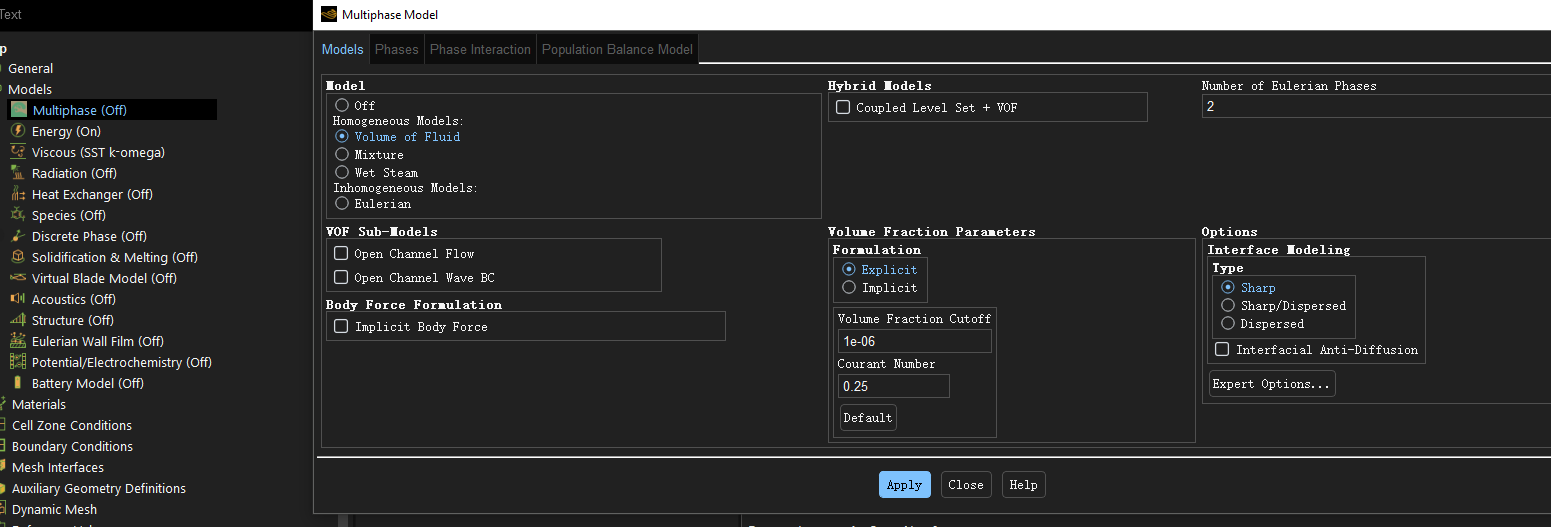 Text
Multiphase Model
p
General
Models
Multiphase (Off)
Energy (On)
Viscous (SST k-omega)
Radiation (Off)
Heat Exchanger (Off)
Species (Off)
Discrete Phase (Off)
Solidification & Melting (Off)
Virtual Blade Model (Off)
Acoustics (Off)
Structure (Off)
Eulerian Wall Film (Off)
Potential/Electrochemistry (Off)
Battery Model (Off)
Materials
Cell Zone Conditions
Boundary Conditions
Mesh Interfaces
Auxiliary Geometry Definitions
Dynamic Mesh
Models Phases Phase Interaction Population Balance Model
Model
Off
Homogeneous Models:
Volume of Fluid
Mixture
Wet Steam
Inhomogeneous Models:
Eulerian
Hybrid Models
Coupled Level Set + VOF
Number of Eulerian Phases
2
VOF Sub-Models
Open Channel Flow
Open Channel Wave BC
Body Force Formulation
Implicit Body Force
Volume Fraction Parameters
Formulation
Explicit
Implicit
Volume Fraction Cutoff
1e-06
Courant Number
0.25
Default
Options
Interface Modeling
Type
Sharp
Sharp/Dispersed
Dispersed
Interfacial Anti-Diffusion
Expert Options...
Apply Close Help